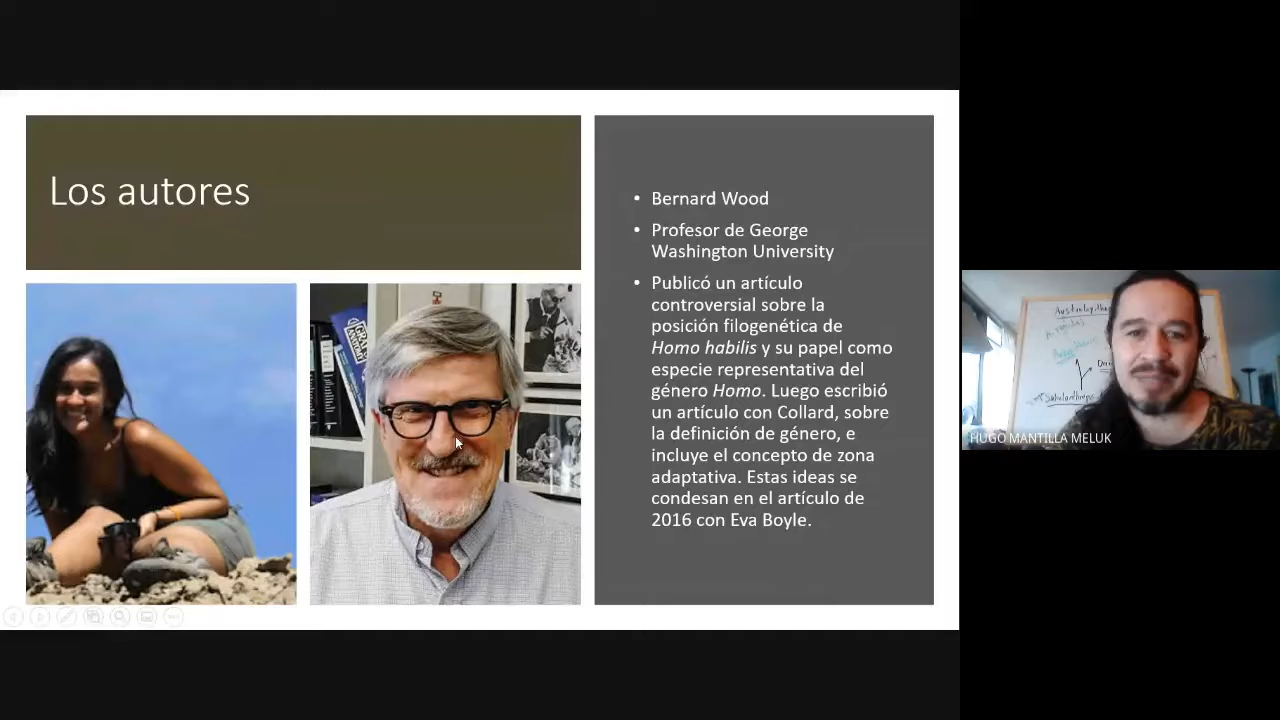 Los autores
• Bernard Wood
• Profesor de George
Washington University
• Publicó un artículo
controversial sobre la
posición filogenética de
Homo habilis y su papel como
especie representativa del
género Homo. Luego escribió
un artículo con Collard, sobre
la definición de género, e
incluye el concepto de zona
adaptativa. Estas ideas se
condesan en el artículo de
2016 con Eva Boyle.
HUGO MANTILLA MELUK